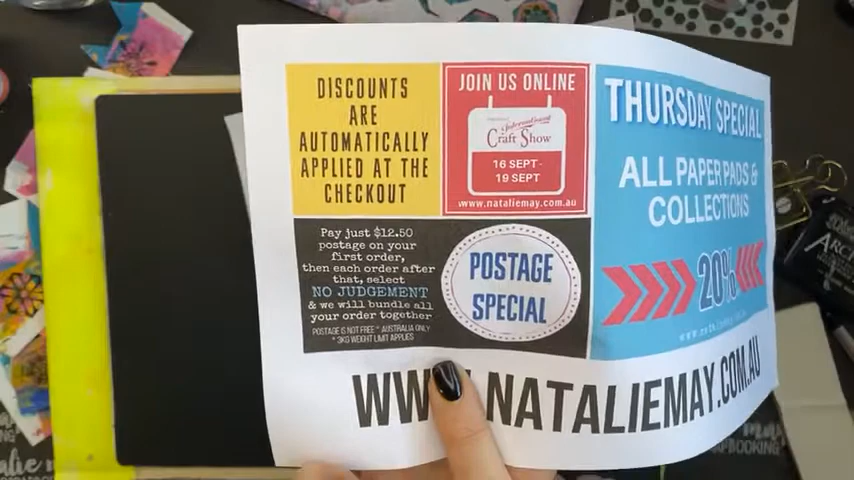 DISCOUNTS
ARE
AUTOMATICALLY
APPLIED AT THE
CHECKOUT
JOIN US ONLINE
International
Craft Show
16 SEPT-
19 SEPT
www.nataliemay.com.au
THURSDAY SPECIAL
ALL PAPER PADS &
COLLECTIONS
20%
Pay just $12.50
postage on your
first order,
then each order after
that, select
NO JUDGEMENT
& we will bundle all
your order together
POSTAGE IS NOT FREE * AUSTRALIA ONLY
* 3KG WEIGHT LIMIT APPLIES
POSTAGE
SPECIAL
WWW.NATALIEMAY.COM.AU